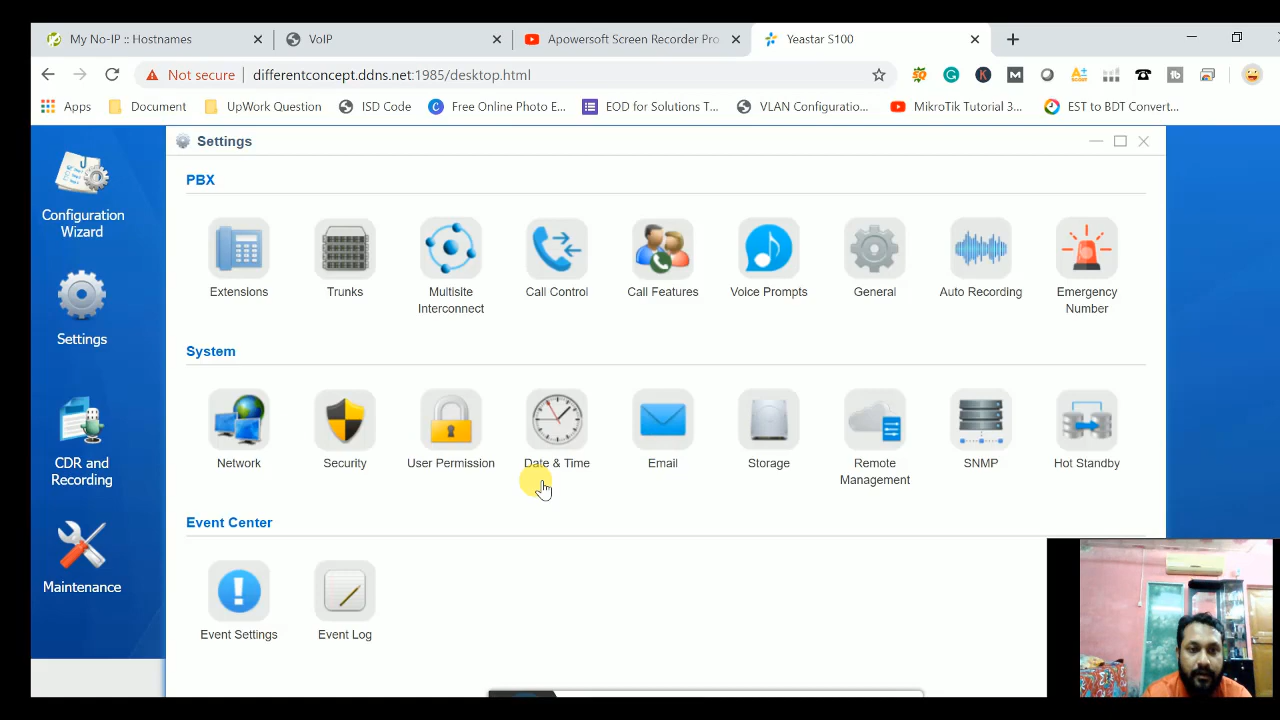 My No-IP :: Hostnames
VoIP
Apowersoft Screen Recorder Pro
Yeastar S100
Not secure
differentconcept.ddns.net:1985/desktop.html
Apps
Document
UpWork Question
ISD Code
Free Online Photo E...
EOD for Solutions T...
VLAN Configuratio...
MikroTik Tutorial 3...
EST to BDT Convert...
Settings
Configuration
Wizard
Settings
CDR and
Recording
Maintenance
PBX
Extensions
Trunks
Multisite
Interconnect
Call Control
Call Features
Voice Prompts
General
Auto Recording
Emergency
Number
System
Network
Security
User Permission
Date & Time
Email
Storage
Remote
Management
SNMP
Hot Standby
Event Center
Event Settings
Event Log